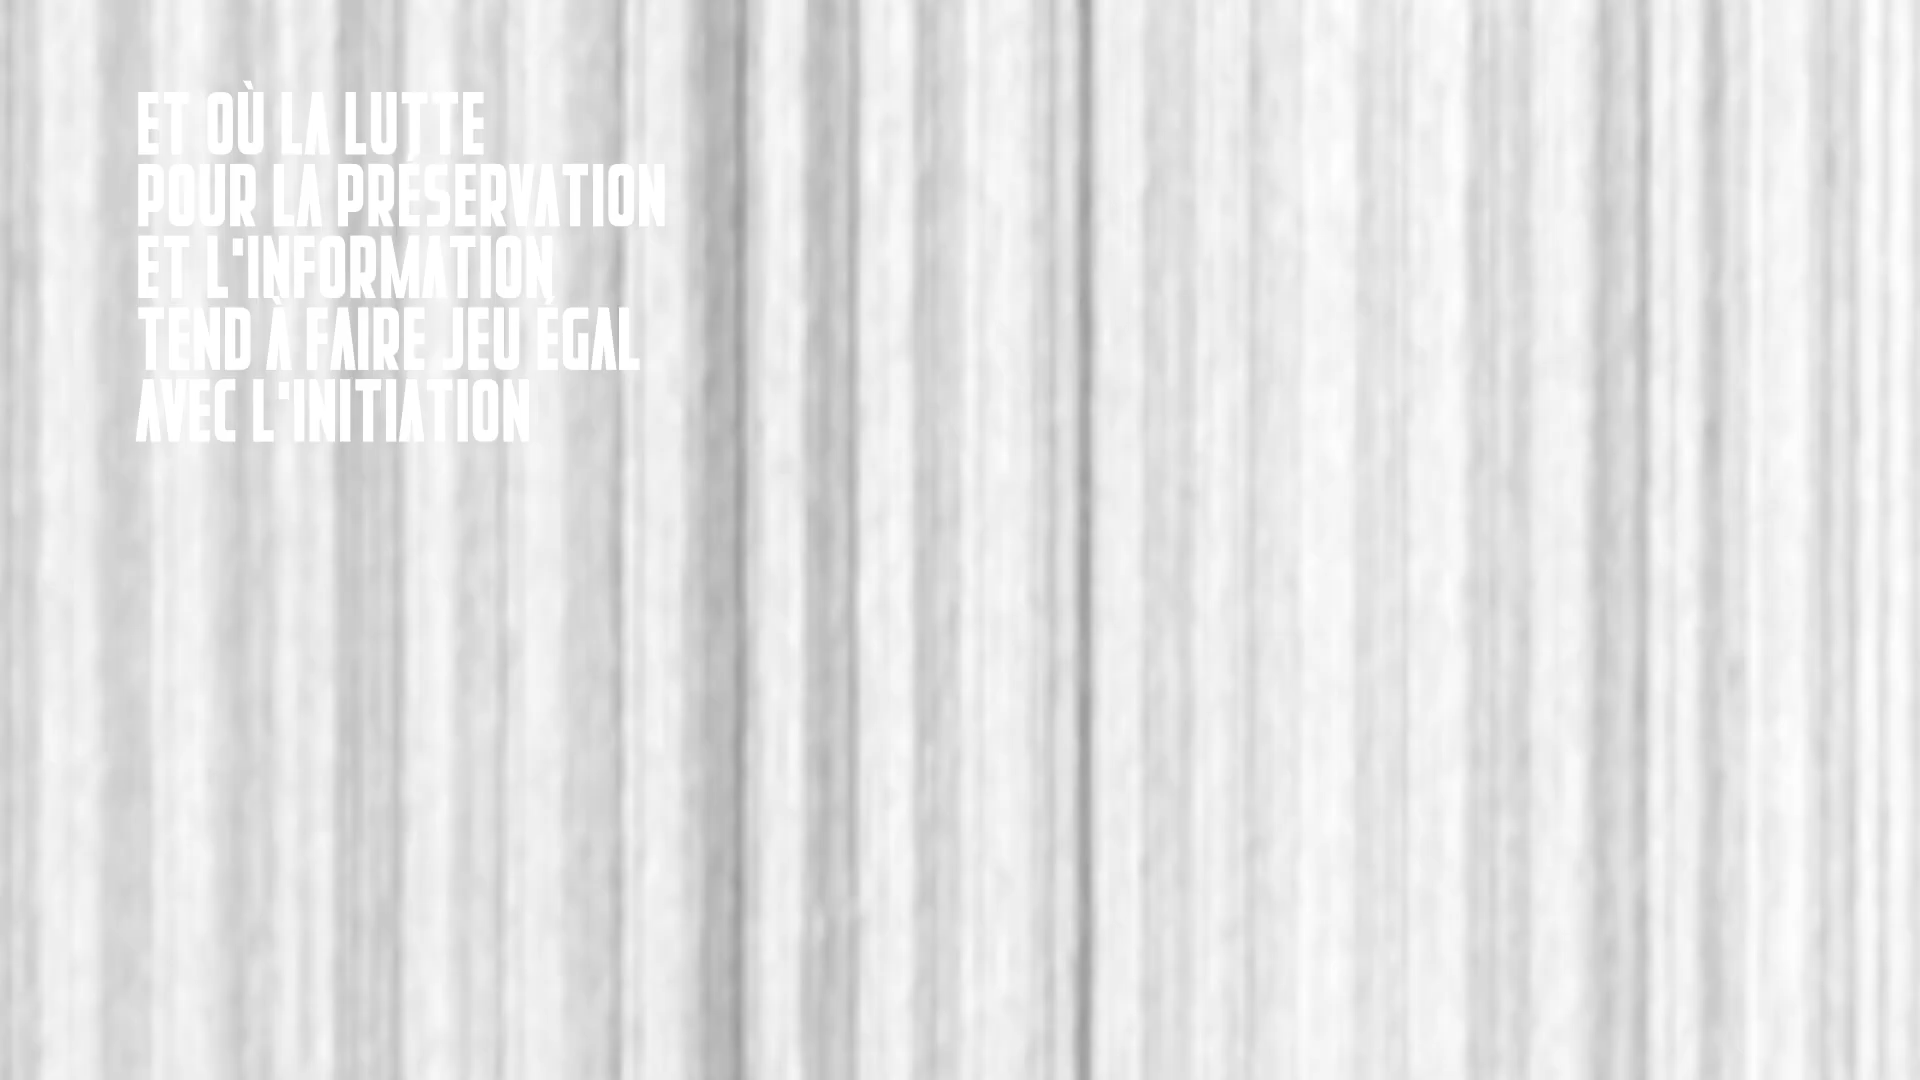 ET OÙ LA LUTTE
POUR LA PRÉSERVATION
ET L'INFORMATION
TEND À FAIRE JEU ÉGAL
AVEC L'INITIATION